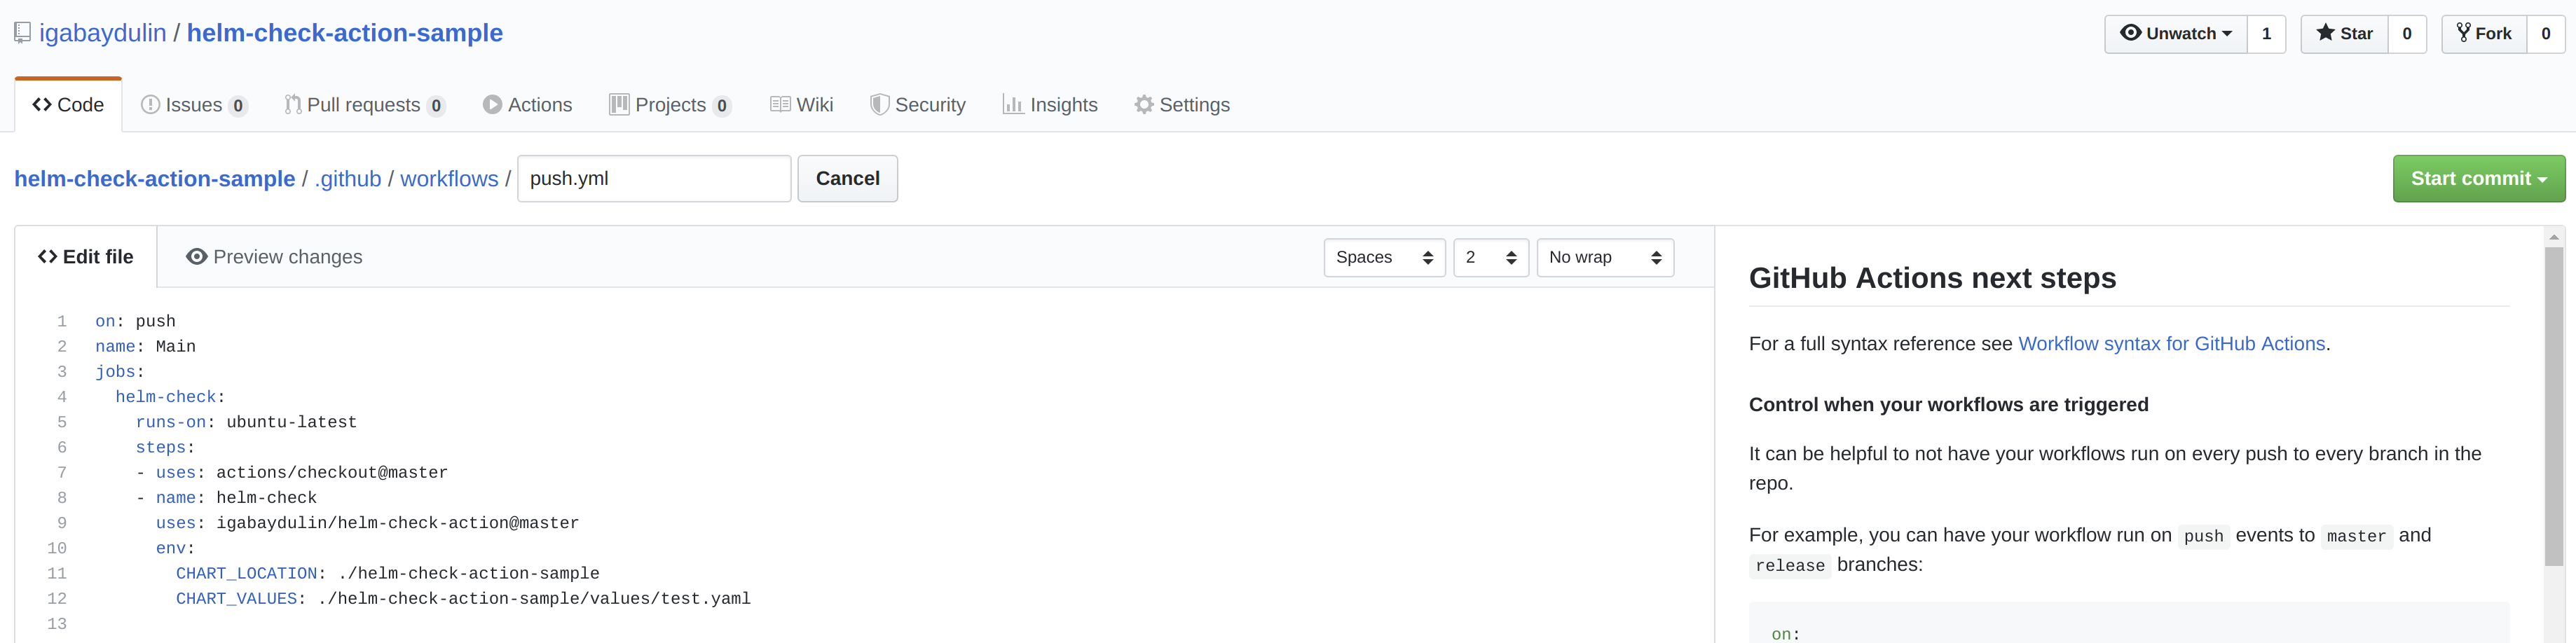 igabaydulin / helm-check-action-sample
Unwatch 1 Star 0 Fork 0
Code Issues 0 Pull requests 0 Actions Projects 0 Wiki Security Insights Settings
helm-check-action-sample / .github / workflows / push.yml Cancel Start commit
Edit file Preview changes Spaces 2 No wrap
1 on: push
2 name: Main
3 jobs:
4 helm-check:
5 runs-on: ubuntu-latest
6 steps:
7 - uses: actions/checkout@master
8 - name: helm-check
9 uses: igabaydulin/helm-check-action@master
10 env:
11 CHART_LOCATION: ./helm-check-action-sample
12 CHART_VALUES: ./helm-check-action-sample/values/test.yaml
13
GitHub Actions next steps
For a full syntax reference see Workflow syntax for GitHub Actions.
Control when your workflows are triggered
It can be helpful to not have your workflows run on every push to every branch in the
repo.
For example, you can have your workflow run on push events to master and
release branches:
on: